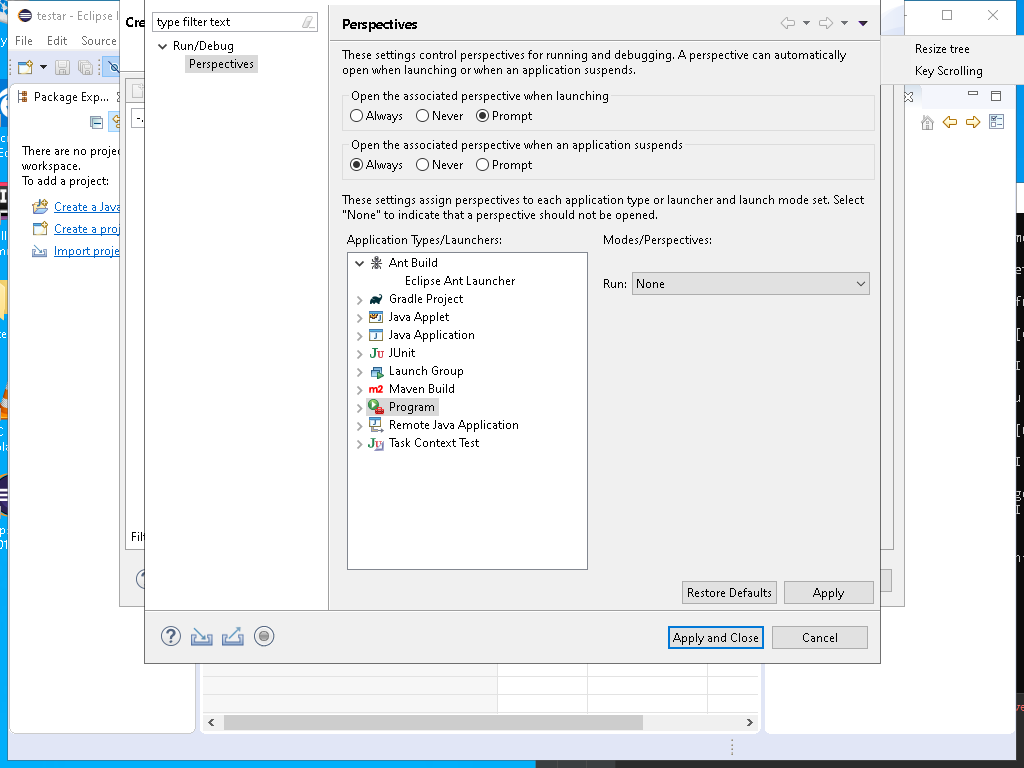 testar - Eclipse I
File
Edit
Source
Package Exp...
There are no proje
workspace.
To add a project:
Create a Java
Create a proj
Import proje
Cre
Filt
type filter text
Run/Debug
Perspectives
Perspectives
These settings control perspectives for running and debugging. A perspective can automatically
open when launching or when an application suspends.
Open the associated perspective when launching
Always
Never
Prompt
Open the associated perspective when an application suspends
Always
Never
Prompt
These settings assign perspectives to each application type or launcher and launch mode set. Select
"None" to indicate that a perspective should not be opened.
Application Types/Launchers:
Modes/Perspectives:
Ant Build
Eclipse Ant Launcher
Gradle Project
Java Applet
Java Application
JUnit
Launch Group
Maven Build
Program
Remote Java Application
Task Context Test
Run:
None
Restore Defaults
Apply
Apply and Close
Cancel
Resize tree
Key Scrolling